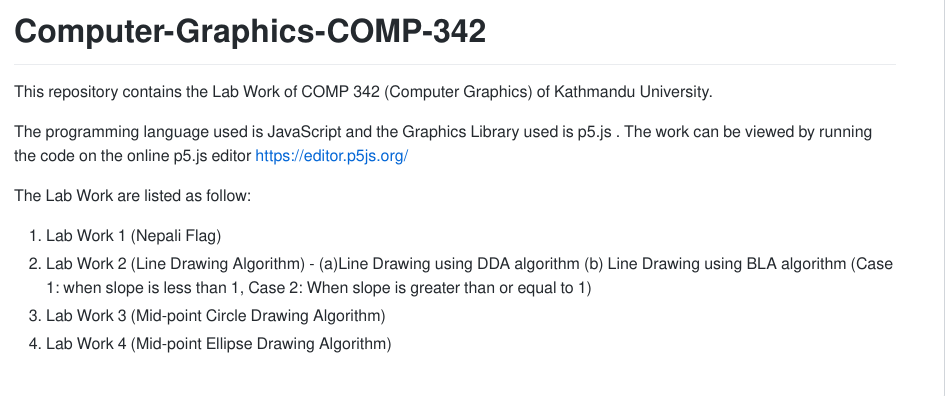 Computer-Graphics-COMP-342
This repository contains the Lab Work of COMP 342 (Computer Graphics) of Kathmandu University.
The programming language used is JavaScript and the Graphics Library used is p5.js . The work can be viewed by running
the code on the online p5.js editor https://editor.p5js.org/
The Lab Work are listed as follow:
1. Lab Work 1 (Nepali Flag)
2. Lab Work 2 (Line Drawing Algorithm) - (a)Line Drawing using DDA algorithm (b) Line Drawing using BLA algorithm (Case
1: when slope is less than 1, Case 2: When slope is greater than or equal to 1)
3. Lab Work 3 (Mid-point Circle Drawing Algorithm)
4. Lab Work 4 (Mid-point Ellipse Drawing Algorithm)